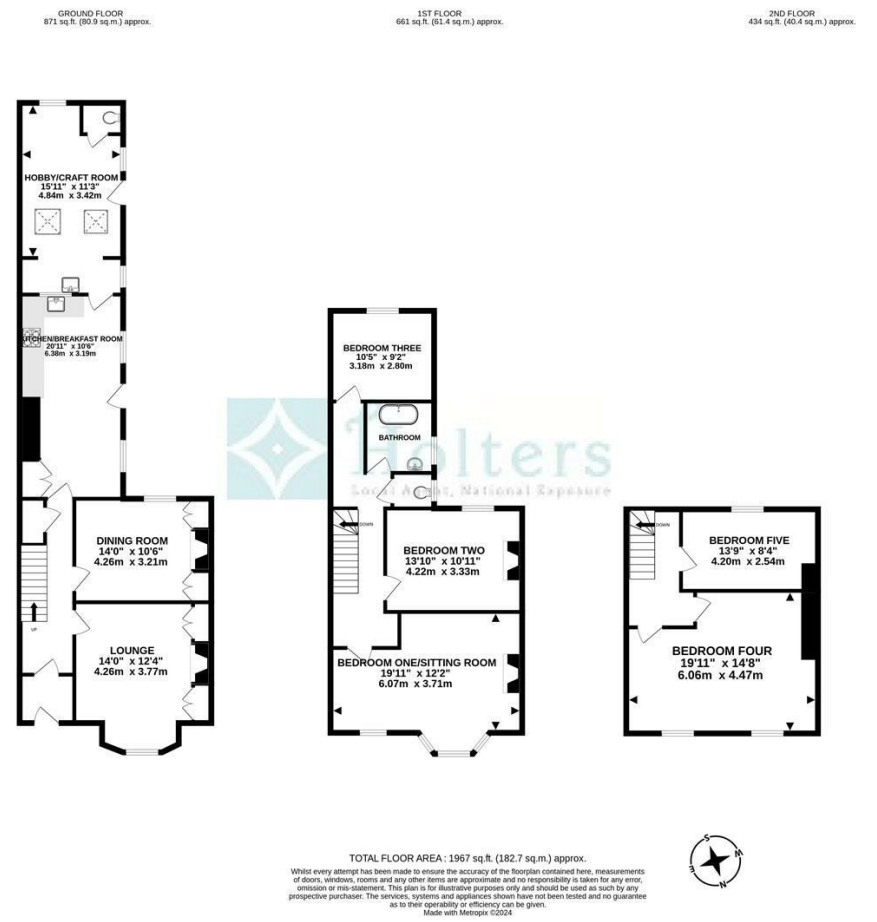 GROUND FLOOR
871 sq.ft. (80.9 sq.m.) approx.
1ST FLOOR
661 sq.ft. (61.4 sq.m.) approx.
2ND FLOOR
434 sq.ft. (40.4 sq.m.) approx.
HOBBY/CRAFT ROOM
15'11" x 11'3"
4.84m x 3.42m
KITCHEN/BREAKFAST ROOM
20'11" x 10'6"
6.38m x 3.19m
DINING ROOM
14'0" x 10'6"
4.26m x 3.21m
UP
LOUNGE
14'0" x 12'4"
4.26m x 3.77m
BEDROOM THREE
10'5" x 9'2"
3.18m x 2.80m
BATHROOM
Holters
Local Agent, National Exposure
DOWN
BEDROOM TWO
13'10" x 10'11"
4.22m x 3.33m
BEDROOM ONE/SITTING ROOM
19'11" x 12'2"
6.07m x 3.71m
DOWN
BEDROOM FIVE
13'9" x 8'4"
4.20m x 2.54m
BEDROOM FOUR
19'11" x 14'8"
6.06m x 4.47m
S
W
E
N
TOTAL FLOOR AREA : 1967 sq.ft. (182.7 sq.m.) approx.
Whilst every attempt has been made to ensure the accuracy of the floorplan contained here, measurements
of doors, windows, rooms and any other items are approximate and no responsibility is taken for any error,
omission or mis-statement. This plan is for illustrative purposes only and should be used as such by any
prospective purchaser. The services, systems and appliances shown have not been tested and no guarantee
as to their operability or efficiency can be given.
Made with Metropix ©2024